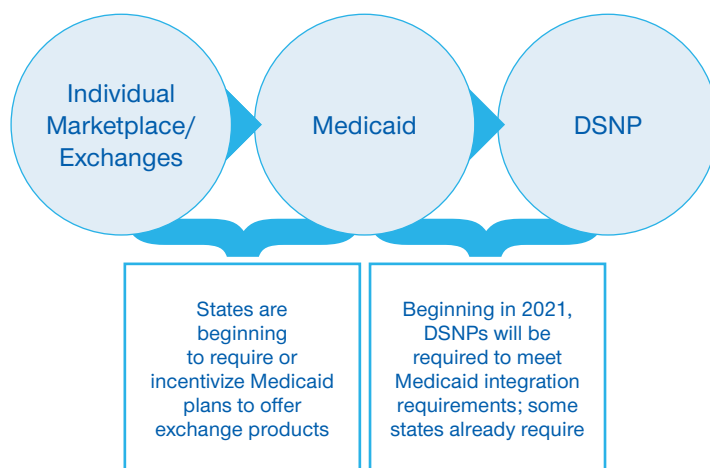 Individual
Marketplace/
Exchanges
Medicaid
DSNP
States are
beginning
to require or
incentivize Medicaid
plans to offer
exchange products
Beginning in 2021,
DSNPs will be
required to meet
Medicaid integration
requirements; some
states already require